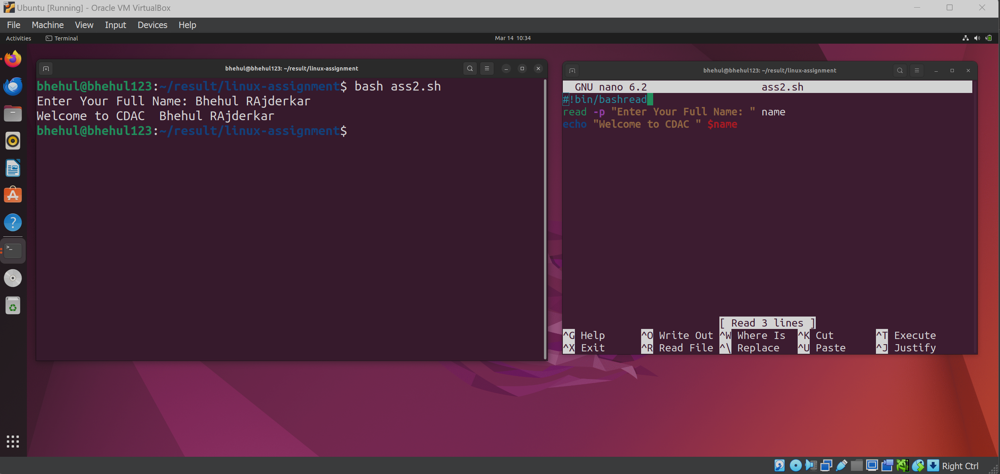 Ubuntu [Running] - Oracle VM VirtualBox
File Machine View Input Devices Help
Activities Terminal Mar 14 10:34
bhehul@bhehul123: ~/result/linux-assignment
bhehul@bhehul123:~/result/linux-assignment$ bash ass2.sh
Enter Your Full Name: Bhehul RAjderkar
Welcome to CDAC  Bhehul RAjderkar
bhehul@bhehul123:~/result/linux-assignment$
bhehul@bhehul123: ~/result/linux-assignment
GNU nano 6.2 ass2.sh
#!bin/bashread
read -p "Enter Your Full Name: " name
echo "Welcome to CDAC " $name
[ Read 3 lines ]
^G Help ^O Write Out ^W Where Is ^K Cut ^T Execute
^X Exit ^R Read File ^\ Replace ^U Paste ^J Justify
Right Ctrl